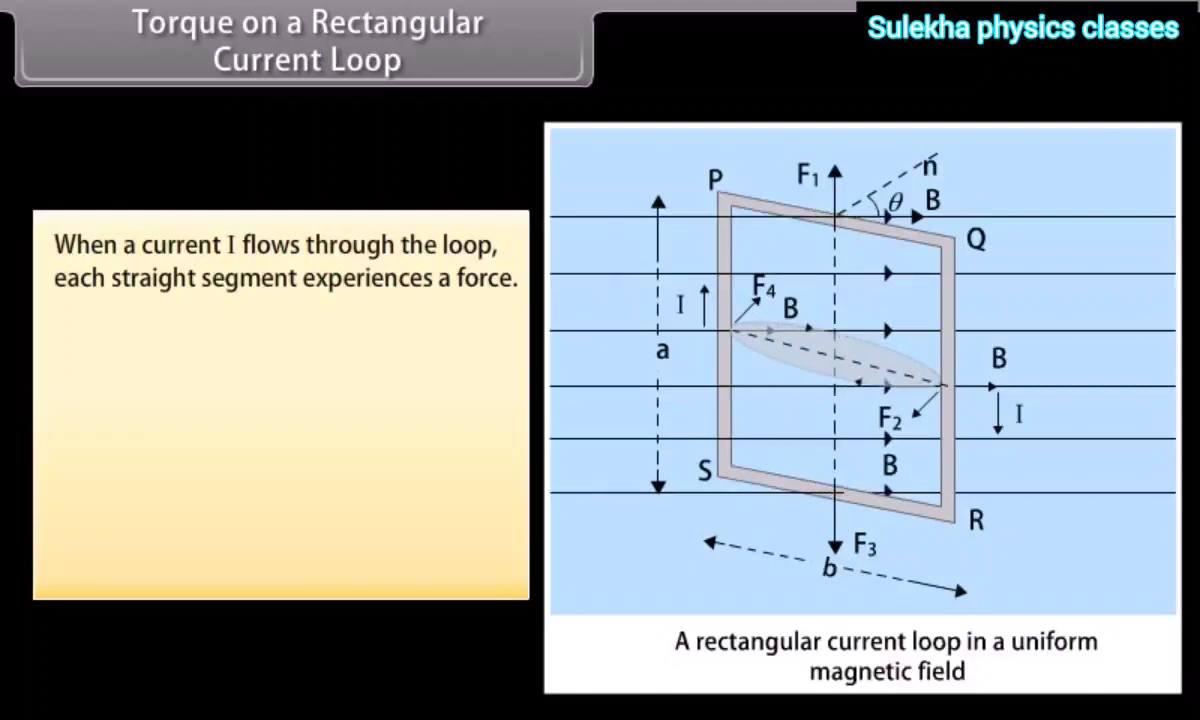 Torque on a Rectangular
Current Loop
Sulekha physics classes
When a current I flows through the loop,
each straight segment experiences a force.
P
F₁
n
θ
B
Q
F₄
I
B
a
B
F₂
I
S
B
R
F₃
b
A rectangular current loop in a uniform
magnetic field